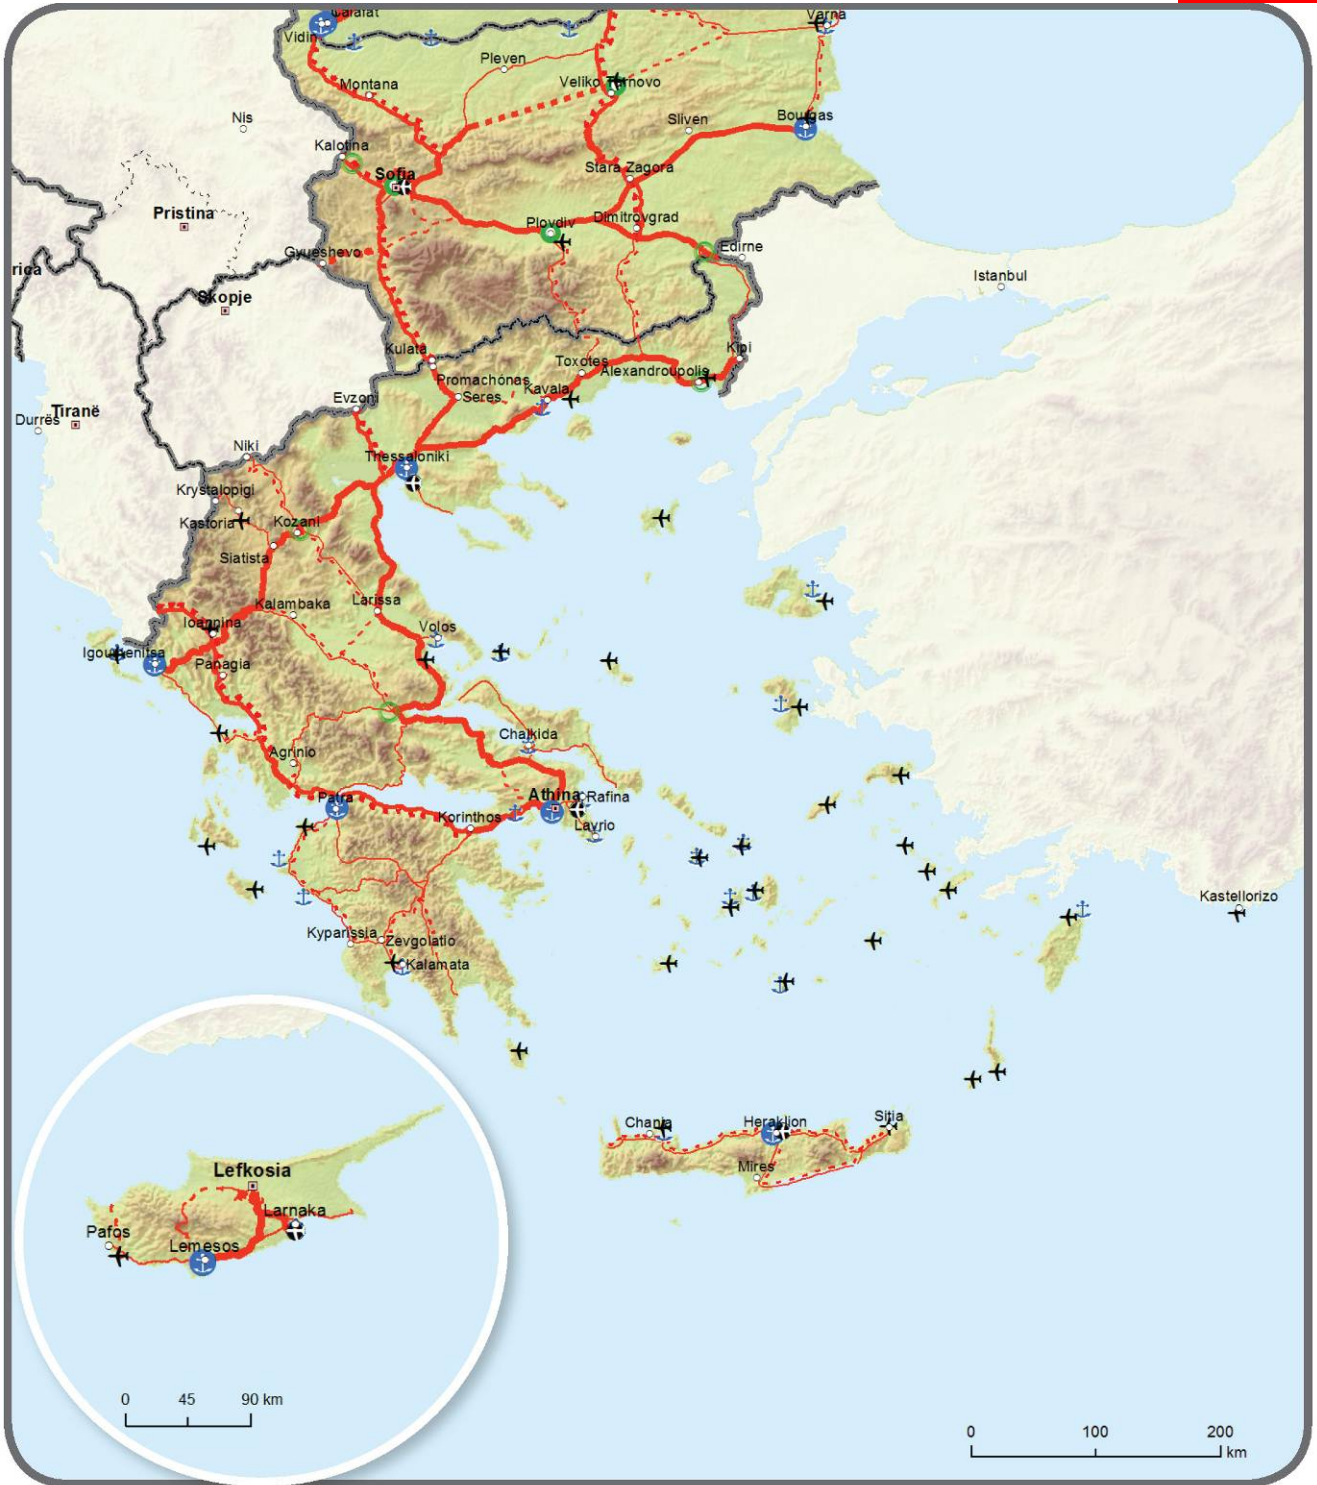 Calafat
Varna
Vidin
Pleven
Montana
Veliko Tarnovo
Nis
Sliven
Bourgas
Kalotina
Sofia
Stara Zagora
Pristina
Plovdiv
Dimitrovgrad
Gyueshevo
Edirne
rica
Istanbul
Skopje
Kulata
Kipi
Toxotes
Promachónas
Alexandroupolis
Evzoni
Seres
Kavala
Tiranë
Durrës
Niki
Thessaloniki
Krystalopigi
Kastoria
Kozani
Siatista
Kalambaka
Larissa
Ioannina
Volos
Igoumenitsa
Panagia
Chalkida
Agrinio
Patra
Athina
Rafina
Korinthos
Lavrio
Kastellorizo
Kyparissia
Zevgolatio
Kalamata
Chania
Heraklion
Sitia
Mires
Lefkosia
Larnaka
Pafos
Lemesos
0 45 90 km
0 100 200
km